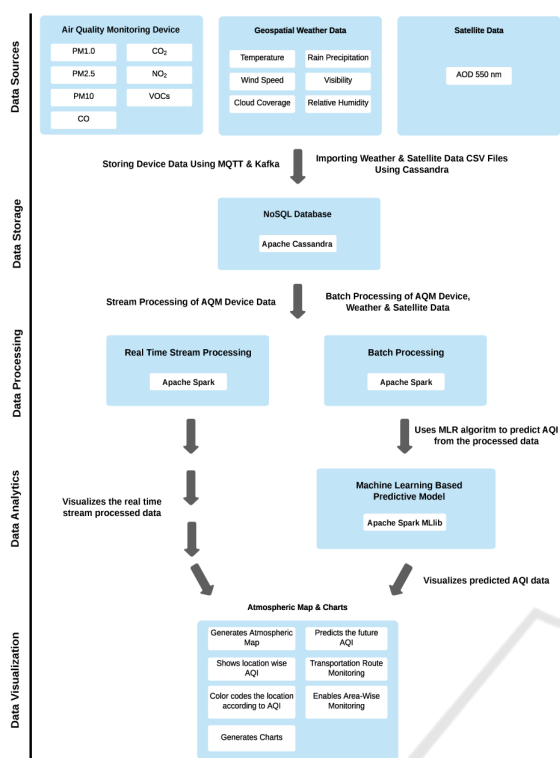 Data Sources
Air Quality Monitoring Device
PM1.0
CO₂
PM2.5
NO₂
PM10
VOCs
CO
Geospatial Weather Data
Temperature
Rain Precipitation
Wind Speed
Visibility
Cloud Coverage
Relative Humidity
Satellite Data
AOD 550 nm
Storing Device Data Using MQTT & Kafka
Importing Weather & Satellite Data CSV Files
Using Cassandra
Data Storage
NoSQL Database
Apache Cassandra
Stream Processing of AQM Device Data
Batch Processing of AQM Device,
Weather & Satellite Data
Data Processing
Real Time Stream Processing
Apache Spark
Batch Processing
Apache Spark
Uses MLR algoritm to predict AQI
from the processed data
Data Analytics
Visualizes the real time
stream processed data
Machine Learning Based
Predictive Model
Apache Spark MLlib
Visualizes predicted AQI data
Data Visualization
Atmospheric Map & Charts
Generates Atmospheric
Map
Predicts the future
AQI
Shows location wise
AQI
Transportation Route
Monitoring
Color codes the location
according to AQI
Enables Area-Wise
Monitoring
Generates Charts